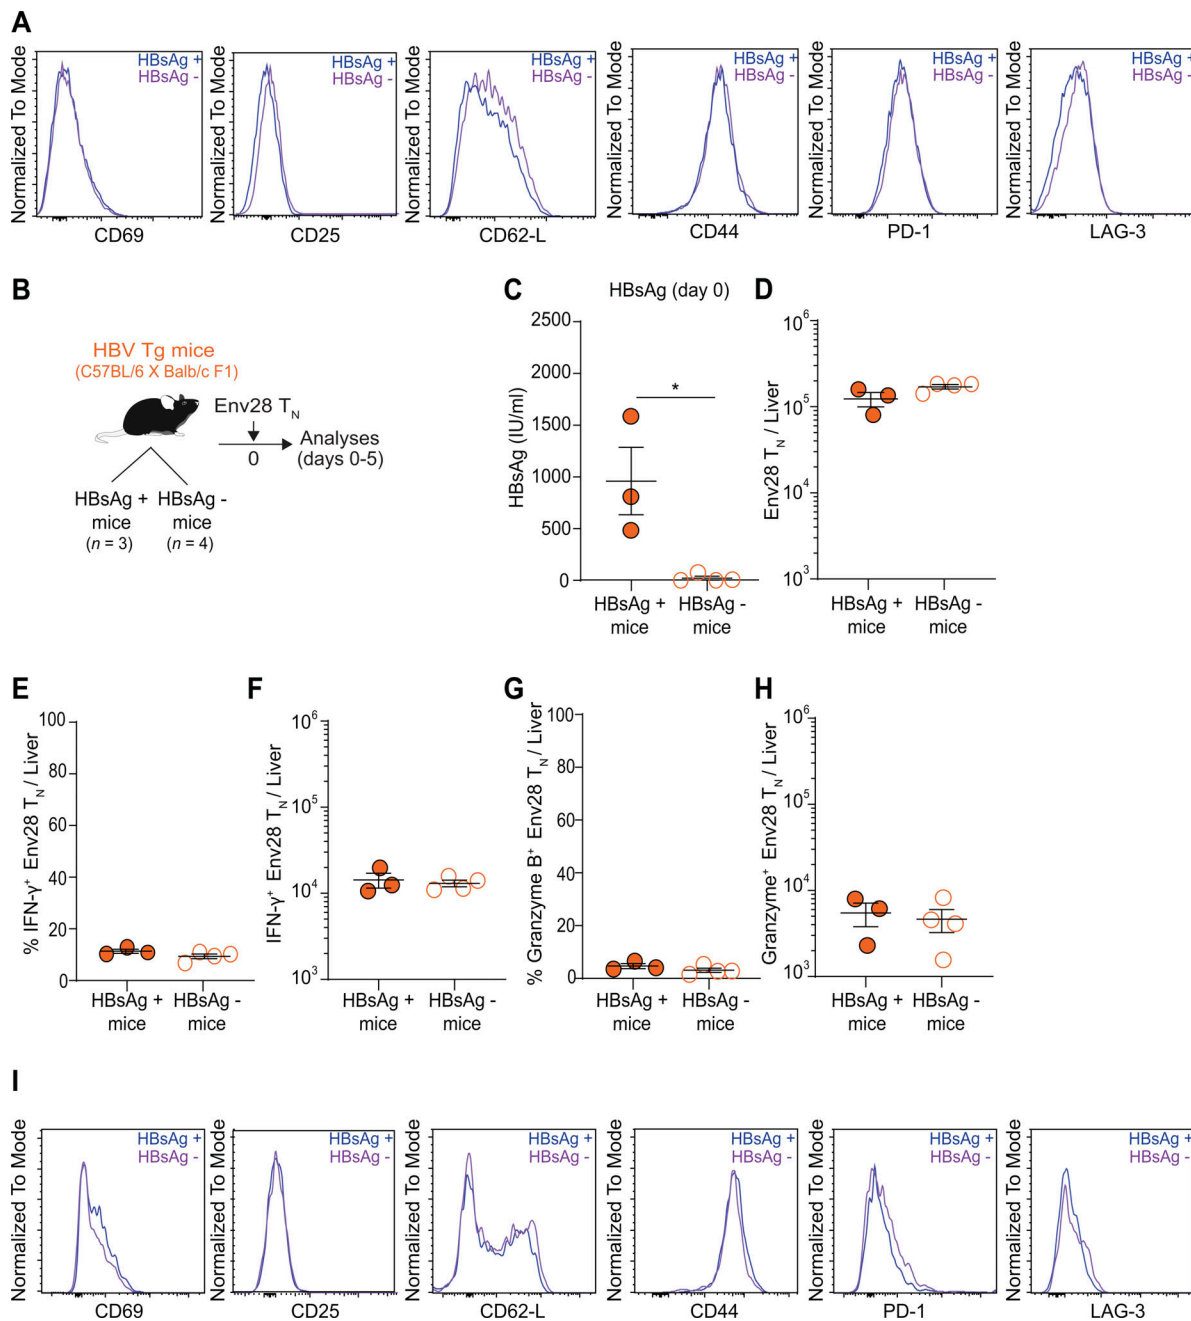 A
Normalized To Mode
HBsAg +
HBsAg -
CD69
Normalized To Mode
HBsAg +
HBsAg -
CD25
Normalized To Mode
HBsAg +
HBsAg -
CD62-L
Normalized To Mode
HBsAg +
HBsAg -
CD44
Normalized To Mode
HBsAg +
HBsAg -
PD-1
Normalized To Mode
HBsAg +
HBsAg -
LAG-3
B
HBV Tg mice
(C57BL/6 X Balb/c F1)
Env28 T_N
0
Analyses
(days 0-5)
HBsAg + HBsAg -
mice mice
(n = 3) (n = 4)
C
HBsAg (day 0)
HBsAg (IU/ml)
2500
2000
1500
1000
500
0
*
HBsAg + HBsAg -
mice mice
D
Env28 T_N / Liver
10^6
10^5
10^4
10^3
HBsAg + HBsAg -
mice mice
E
% IFN-γ^+ Env28 T_N / Liver
100
80
60
40
20
0
HBsAg + HBsAg -
mice mice
F
IFN-γ^+ Env28 T_N / Liver
10^6
10^5
10^4
10^3
HBsAg + HBsAg -
mice mice
G
% Granzyme B^+ Env28 T_N / Liver
100
80
60
40
20
0
HBsAg + HBsAg -
mice mice
H
Granzyme^+ Env28 T_N / Liver
10^6
10^5
10^4
10^3
HBsAg + HBsAg -
mice mice
I
Normalized To Mode
HBsAg +
HBsAg -
CD69
Normalized To Mode
HBsAg +
HBsAg -
CD25
Normalized To Mode
HBsAg +
HBsAg -
CD62-L
Normalized To Mode
HBsAg +
HBsAg -
CD44
Normalized To Mode
HBsAg +
HBsAg -
PD-1
Normalized To Mode
HBsAg +
HBsAg -
LAG-3